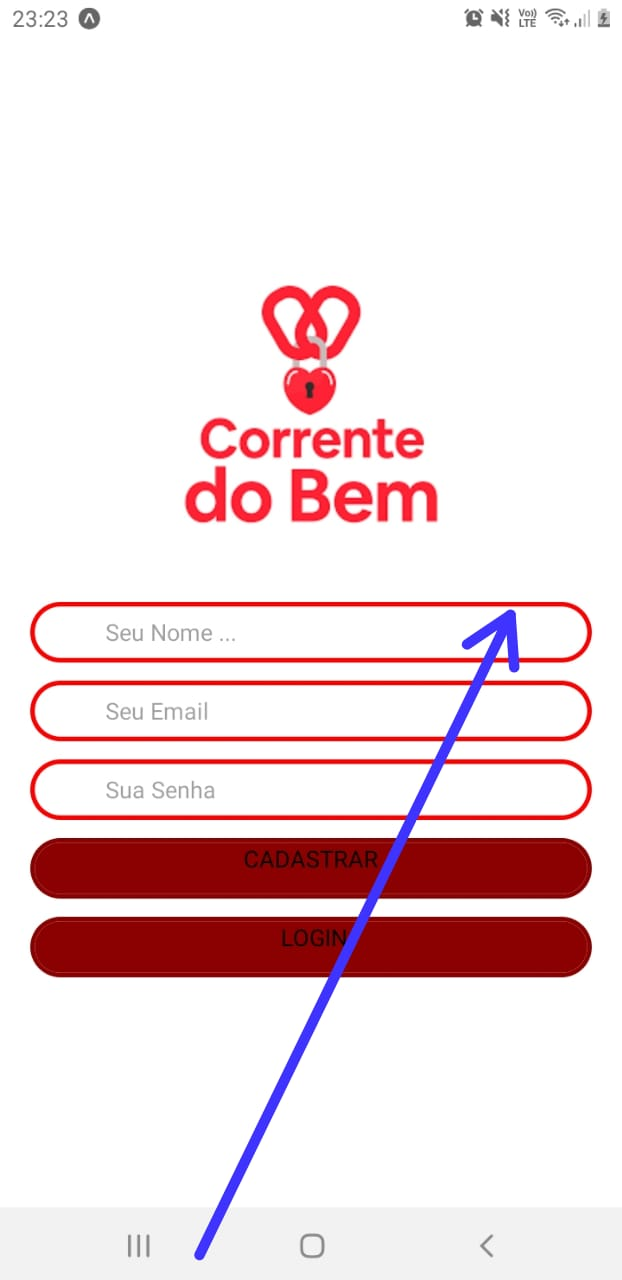 23:23
Vo))
LTE
Corrente
do Bem
Seu Nome ...
Seu Email
Sua Senha
CADASTRAR
LOGIN